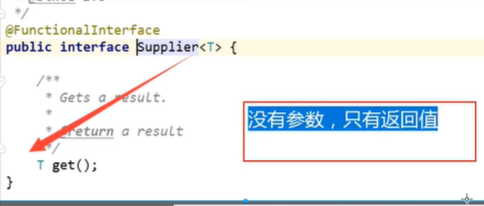 */
@FunctionalInterface
public interface Supplier<T> {
/**
* Gets a result.
*
* @return a result
*/
T get();
}
没有参数，只有返回值